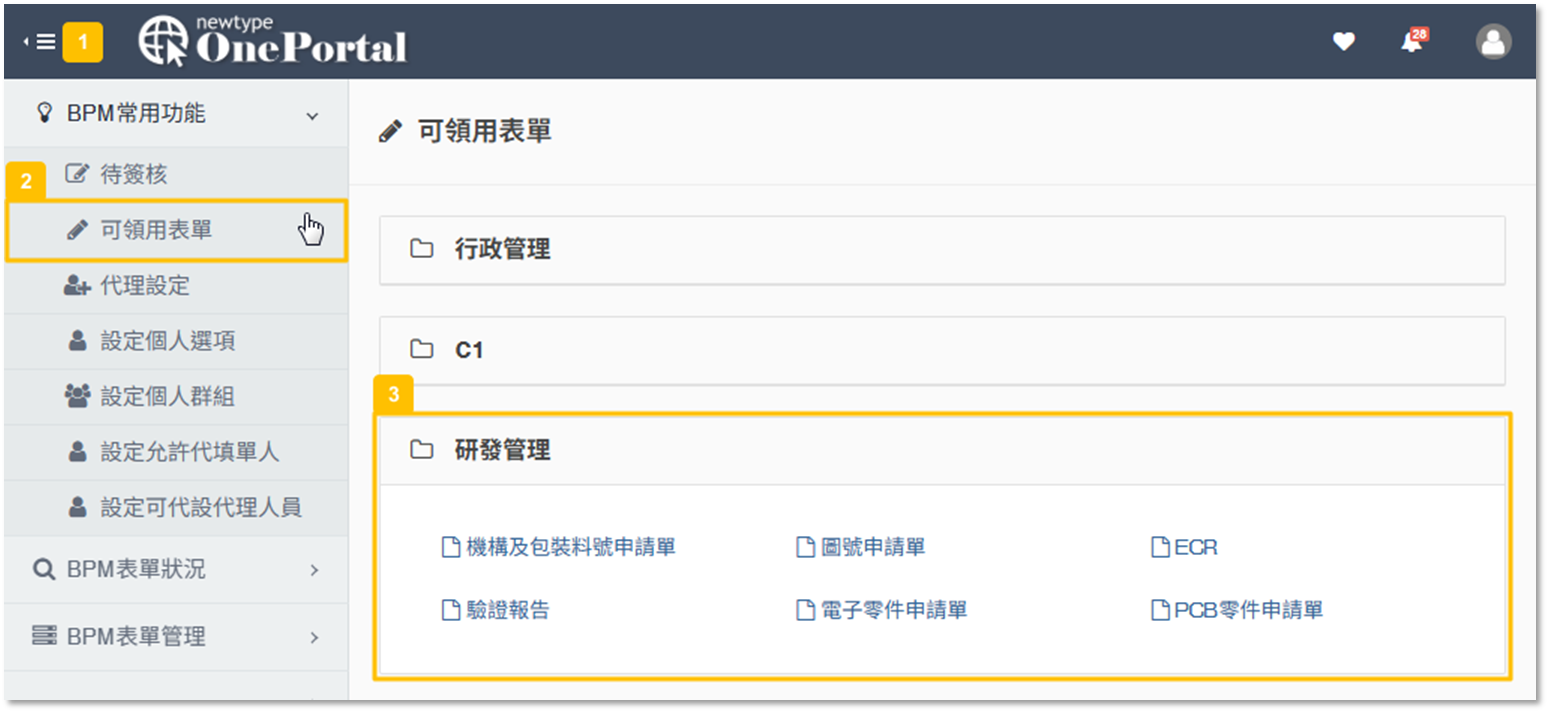 1
newtype
OnePortal
28
BPM常用功能
2
待簽核
可領用表單
代理設定
設定個人選項
設定個人群組
設定允許代填單人
設定可代設代理人員
BPM表單狀況
BPM表單管理
可領用表單
行政管理
C1
3
研發管理
機構及包裝料號申請單
圖號申請單
ECR
驗證報告
電子零件申請單
PCB零件申請單